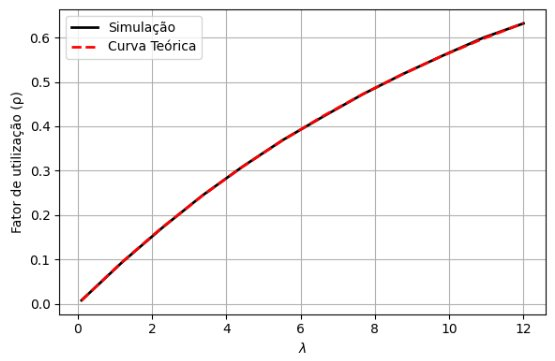 Simulação
Curva Teórica
Fator de utilização (ρ)
0.6
0.5
0.4
0.3
0.2
0.1
0.0
0 2 4 6 8 10 12
λ